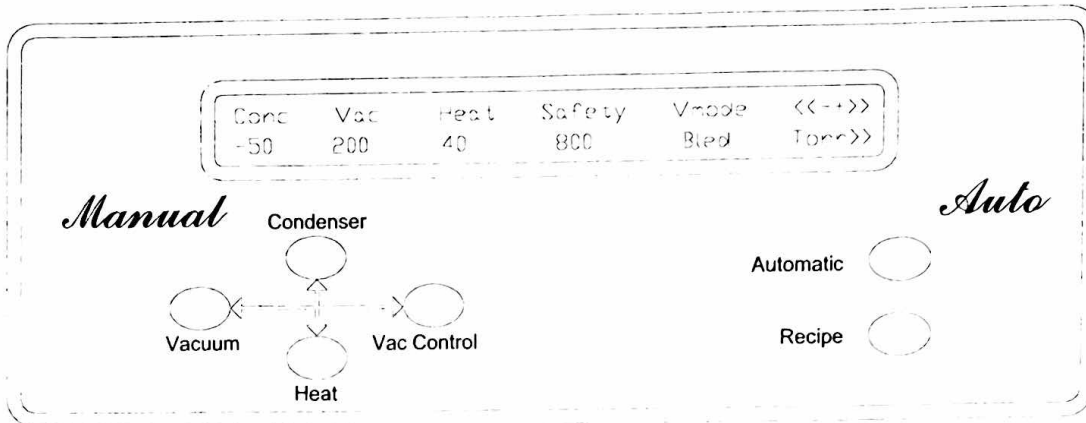 Cond Vac Heat Safety Vmode <<-+>>
-50 200 40 800 Bled Torr>>
Manual
Auto
Condenser
Automatic
Vacuum
Vac Control
Recipe
Heat